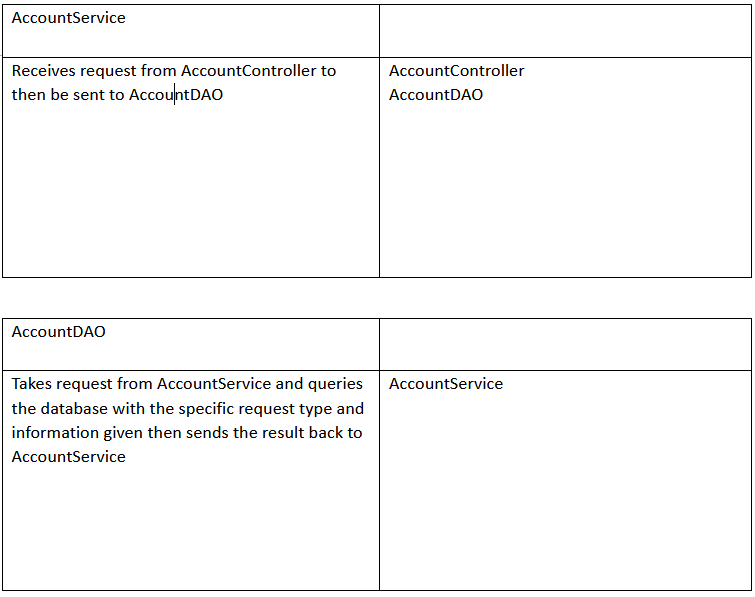 AccountService
Receives request from AccountController to
then be sent to AccountDAO
AccountController
AccountDAO
AccountDAO
Takes request from AccountService and queries
the database with the specific request type and
information given then sends the result back to
AccountService
AccountService